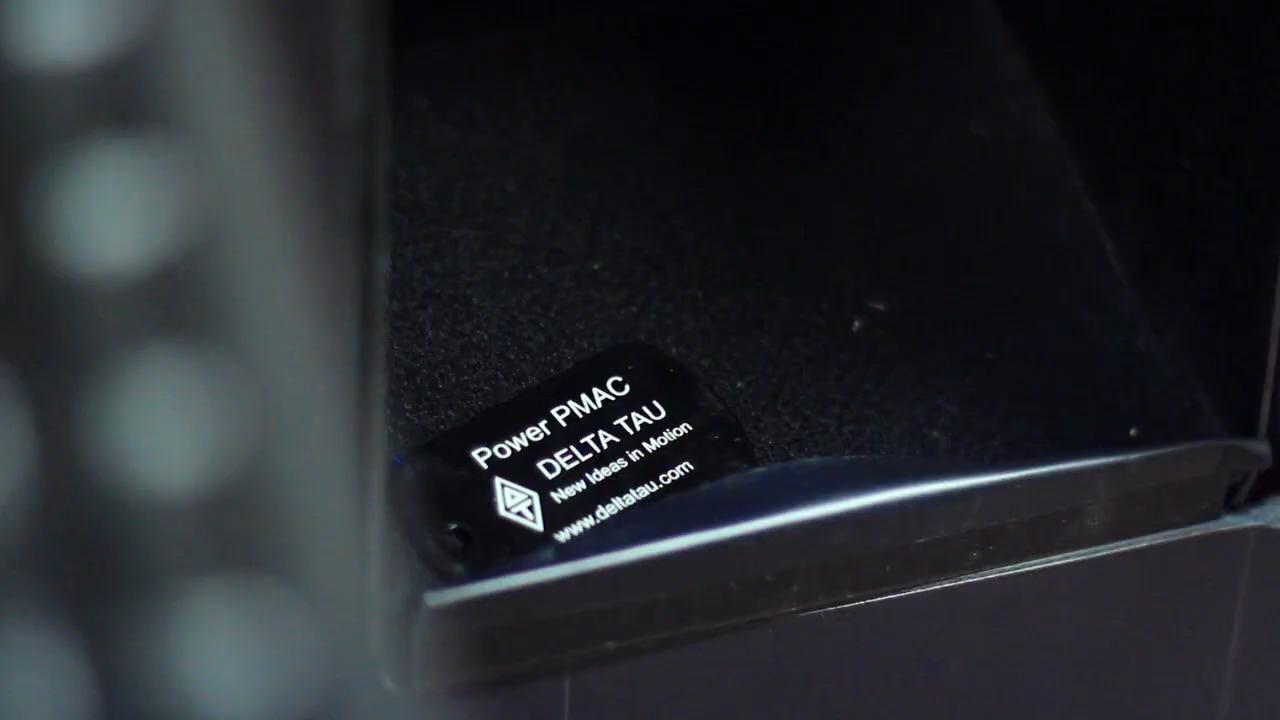 Power PMAC
DELTA TAU
New Ideas in Motion
www.deltatau.com